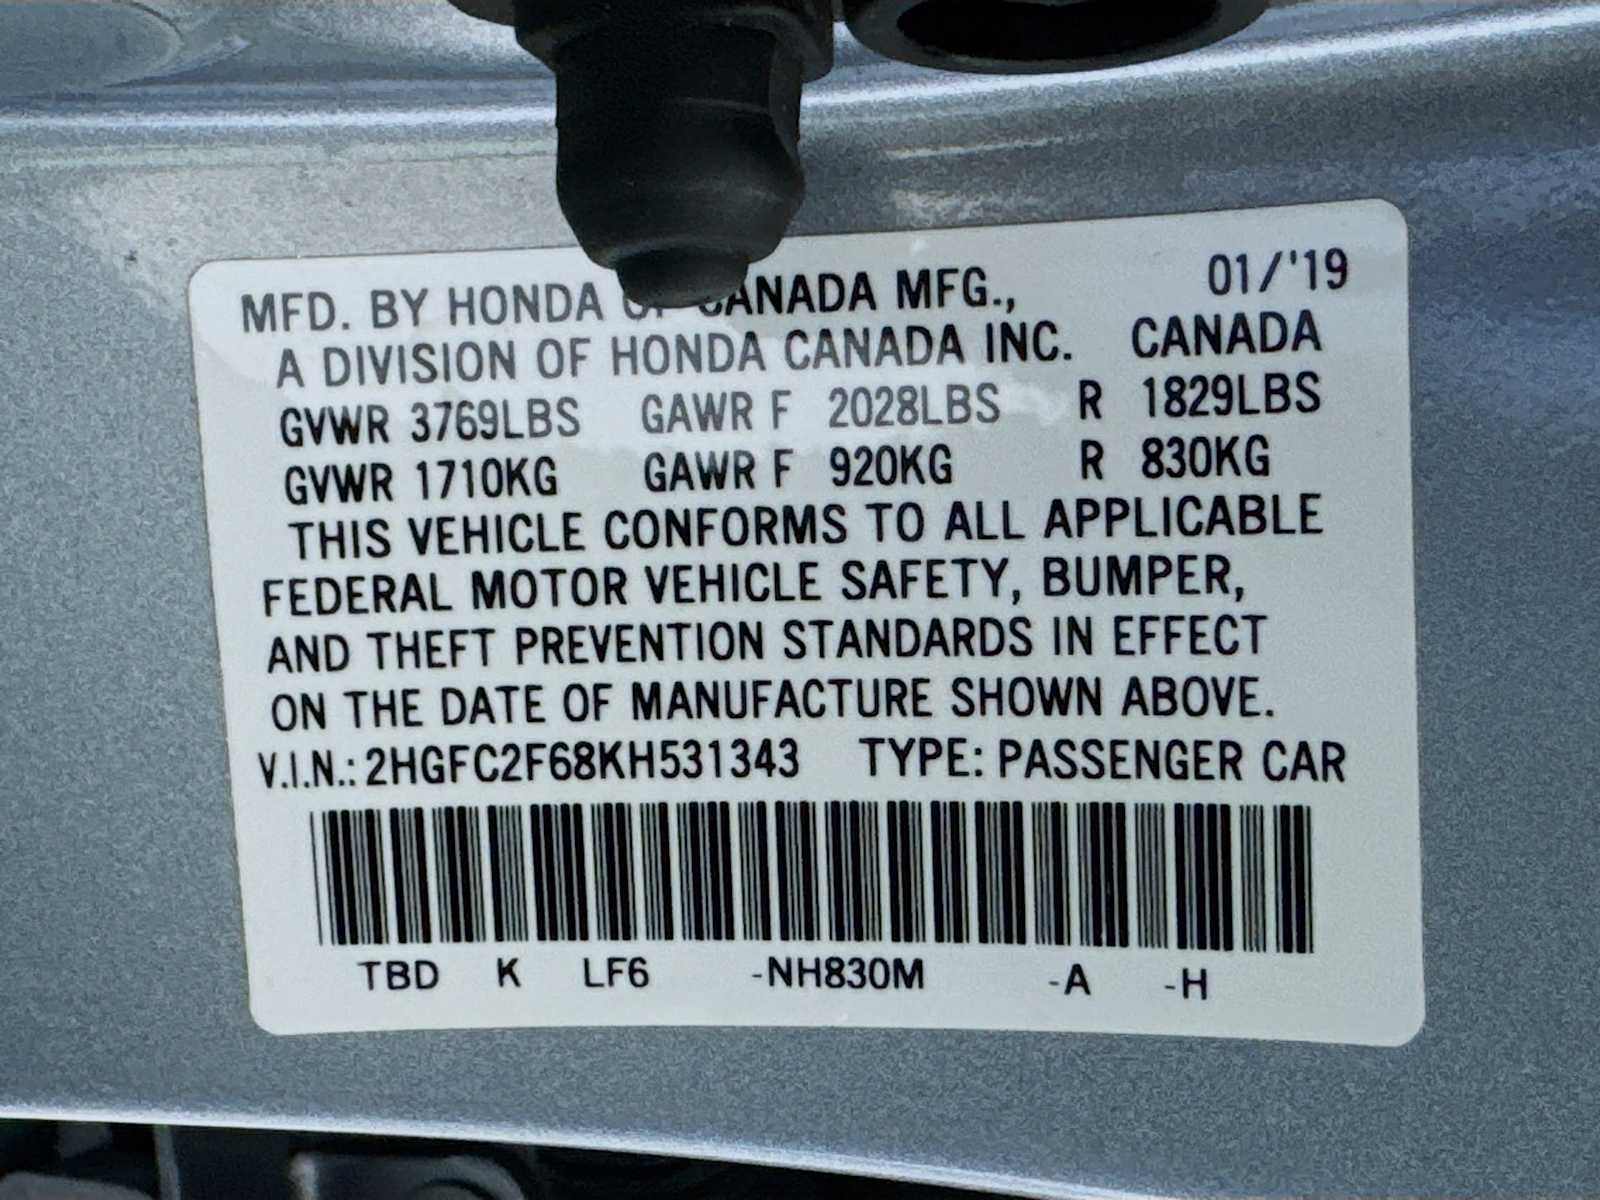 MFD. BY HONDA OF CANADA MFG., 01/'19
A DIVISION OF HONDA CANADA INC. CANADA
GVWR 3769LBS GAWR F 2028LBS R 1829LBS
GVWR 1710KG GAWR F 920KG R 830KG
THIS VEHICLE CONFORMS TO ALL APPLICABLE
FEDERAL MOTOR VEHICLE SAFETY, BUMPER,
AND THEFT PREVENTION STANDARDS IN EFFECT
ON THE DATE OF MANUFACTURE SHOWN ABOVE.
V.I.N.: 2HGFC2F68KH531343 TYPE: PASSENGER CAR
TBD K LF6 -NH830M -A -H